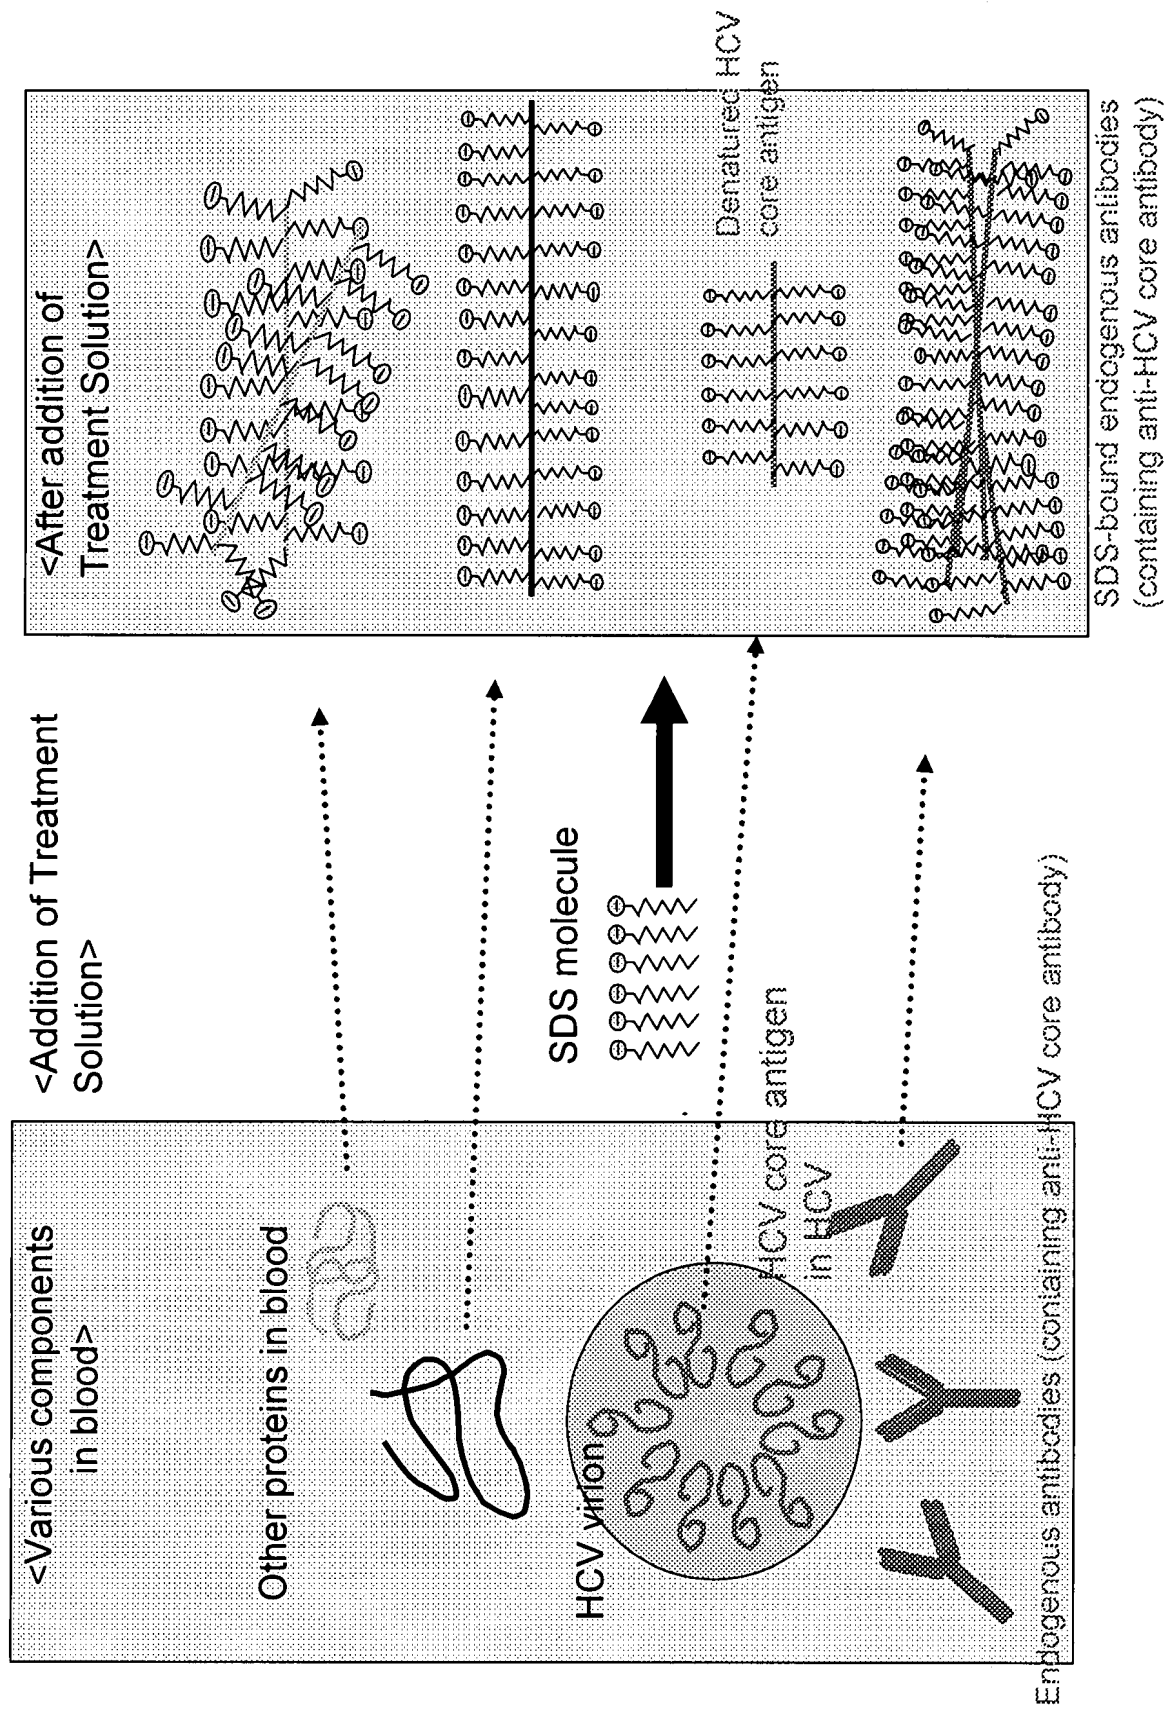 <Various components
in blood>
Other proteins in blood
HCV virion
HCV core antigen
in HCV
Endogenous antibodies (containing anti-HCV core antibody)
<Addition of Treatment
Solution>
SDS molecule
<After addition of
Treatment Solution>
Denatured HCV
core antigen
SDS-bound endogenous antibodies
(containing anti-HCV core antibody)